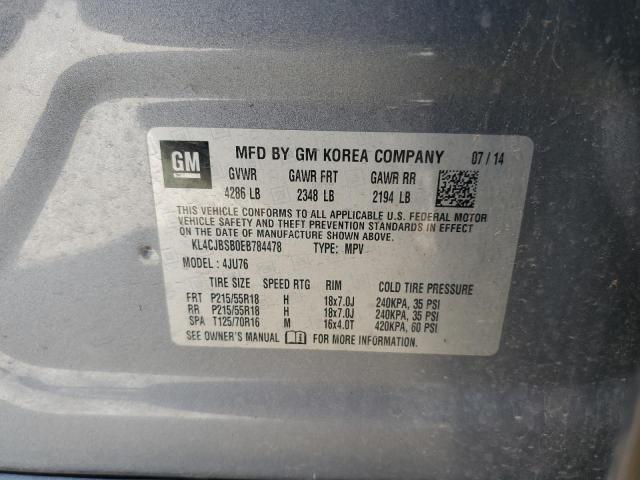 GM MFD BY GM KOREA COMPANY 07/14
GVWR GAWR FRT GAWR RR
4286 LB 2348 LB 2194 LB
THIS VEHICLE CONFORMS TO ALL APPLICABLE U.S. FEDERAL MOTOR
VEHICLE SAFETY AND THEFT PREVENTION STANDARDS IN EFFECT
ON THE DATE OF MANUFACTURE SHOWN ABOVE.
KL4CJBSB0EB784478 TYPE: MPV
MODEL: 4JU76
TIRE SIZE SPEED RTG RIM COLD TIRE PRESSURE
FRT P215/55R18 H 18x7.0J 240KPA, 35 PSI
RR P215/55R18 H 18x7.0J 240KPA, 35 PSI
SPA T125/70R16 M 16x4.0T 420KPA, 60 PSI
SEE OWNER'S MANUAL FOR MORE INFORMATION.